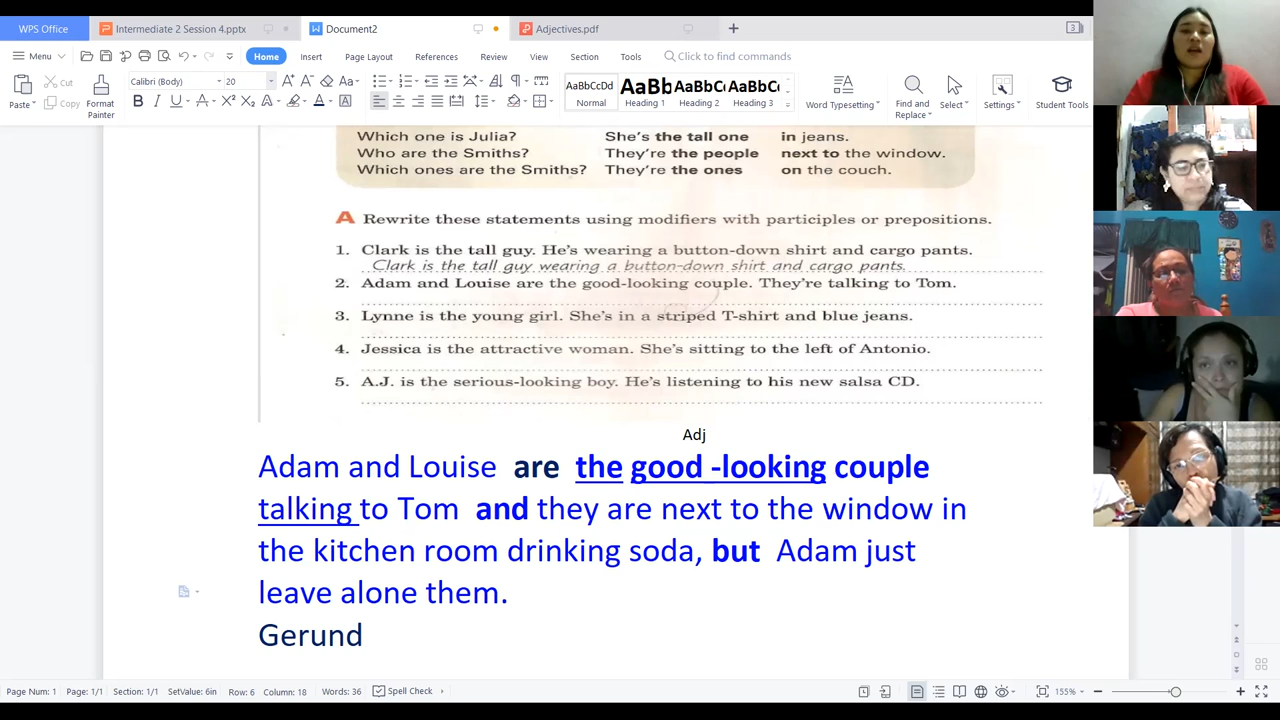 WPS Office Intermediate 2 Session 4.pptx Document2 Adjectives.pdf + 3
Menu Home Insert Page Layout References Review View Section Tools Click to find commands
Paste Cut Copy Format Painter Calibri (Body) 20 AaBbCcDd Normal AaBb Heading 1 AaBbC Heading 2 AaBbC Heading 3 Word Typesetting Find and Replace Select Settings Student Tools
Which one is Julia? She's the tall one in jeans.
Who are the Smiths? They're the people next to the window.
Which ones are the Smiths? They're the ones on the couch.
A Rewrite these statements using modifiers with participles or prepositions.
1. Clark is the tall guy. He's wearing a button-down shirt and cargo pants.
Clark is the tall guy wearing a button-down shirt and cargo pants.
2. Adam and Louise are the good-looking couple. They're talking to Tom.
3. Lynne is the young girl. She's in a striped T-shirt and blue jeans.
4. Jessica is the attractive woman. She's sitting to the left of Antonio.
5. A.J. is the serious-looking boy. He's listening to his new salsa CD.
Adj
Adam and Louise are the good -looking couple
talking to Tom and they are next to the window in
the kitchen room drinking soda, but Adam just
leave alone them.
Gerund
Page Num: 1 Page: 1/1 Section: 1/1 SetValue: 6in Row: 6 Column: 18 Words: 36 Spell Check 155%